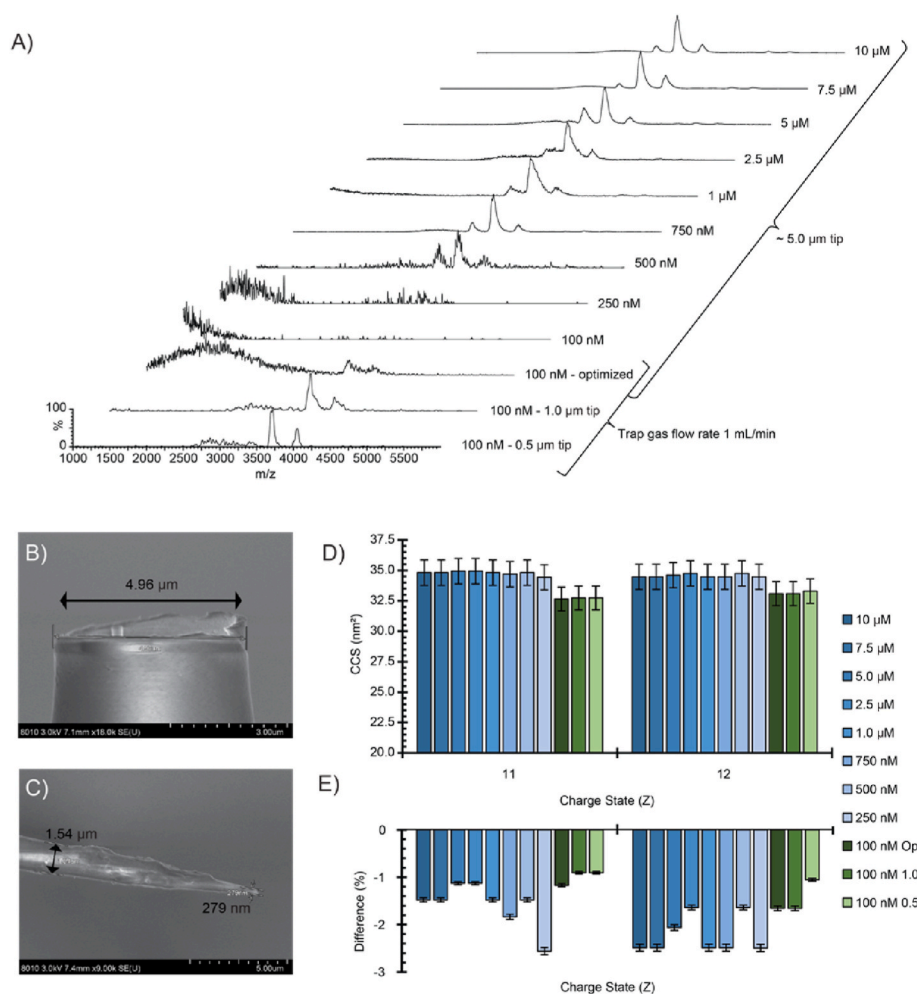 A)
10 µM
7.5 µM
5 µM
2.5 µM
1 µM
750 nM
500 nM
250 nM
100 nM
100 nM - optimized
100 nM - 1.0 µm tip
100 nM - 0.5 µm tip
~ 5.0 µm tip
Trap gas flow rate 1 mL/min
100
%
0
1000 1500 2000 2500 3000 3500 4000 4500 5000 5500
m/z
B)
4.96 µm
8010 3.0kV 7.1mm x18.0k SE(U) 3.00um
C)
1.54 µm
279 nm
8010 3.0kV 7.4mm x9.00k SE(U) 5.00um
D)
CCS (nm²)
37.5
35.0
32.5
30.0
27.5
25.0
22.5
20.0
11 12
Charge State (Z)
E)
Difference (%)
0
-1
-2
-3
Charge State (Z)
10 µM
7.5 µM
5.0 µM
2.5 µM
1.0 µM
750 nM
500 nM
250 nM
100 nM Op
100 nM 1.0
100 nM 0.5